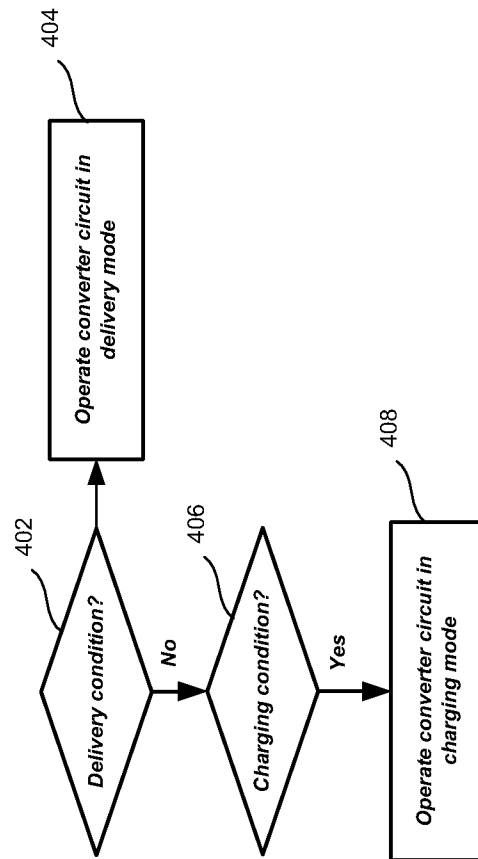 402
Delivery condition?
404
Operate converter circuit in
delivery mode
No
406
Charging condition?
Yes
408
Operate converter circuit in
charging mode